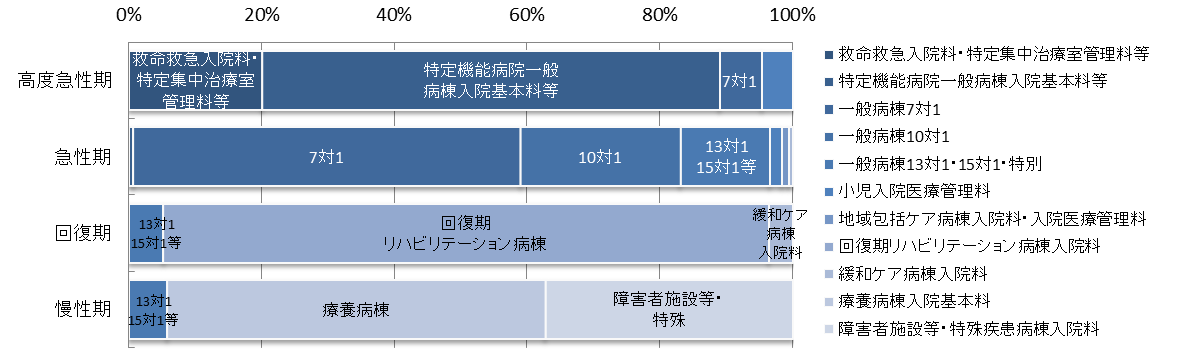 0% 20% 40% 60% 80% 100%
高度急性期
救命救急入院料・
特定集中治療室
管理料等
特定機能病院一般
病棟入院基本料等
7対1
急性期
7対1
10対1
13対1
15対1等
回復期
13対1
15対1等
回復期
リハビリテーション病棟
緩和ケア
病棟
入院料
慢性期
13対1
15対1等
療養病棟
障害者施設等・
特殊
救命救急入院料・特定集中治療室管理料等
特定機能病院一般病棟入院基本料等
一般病棟7対1
一般病棟10対1
一般病棟13対1・15対1・特別
小児入院医療管理料
地域包括ケア病棟入院料・入院医療管理料
回復期リハビリテーション病棟入院料
緩和ケア病棟入院料
療養病棟入院基本料
障害者施設等・特殊疾患病棟入院料